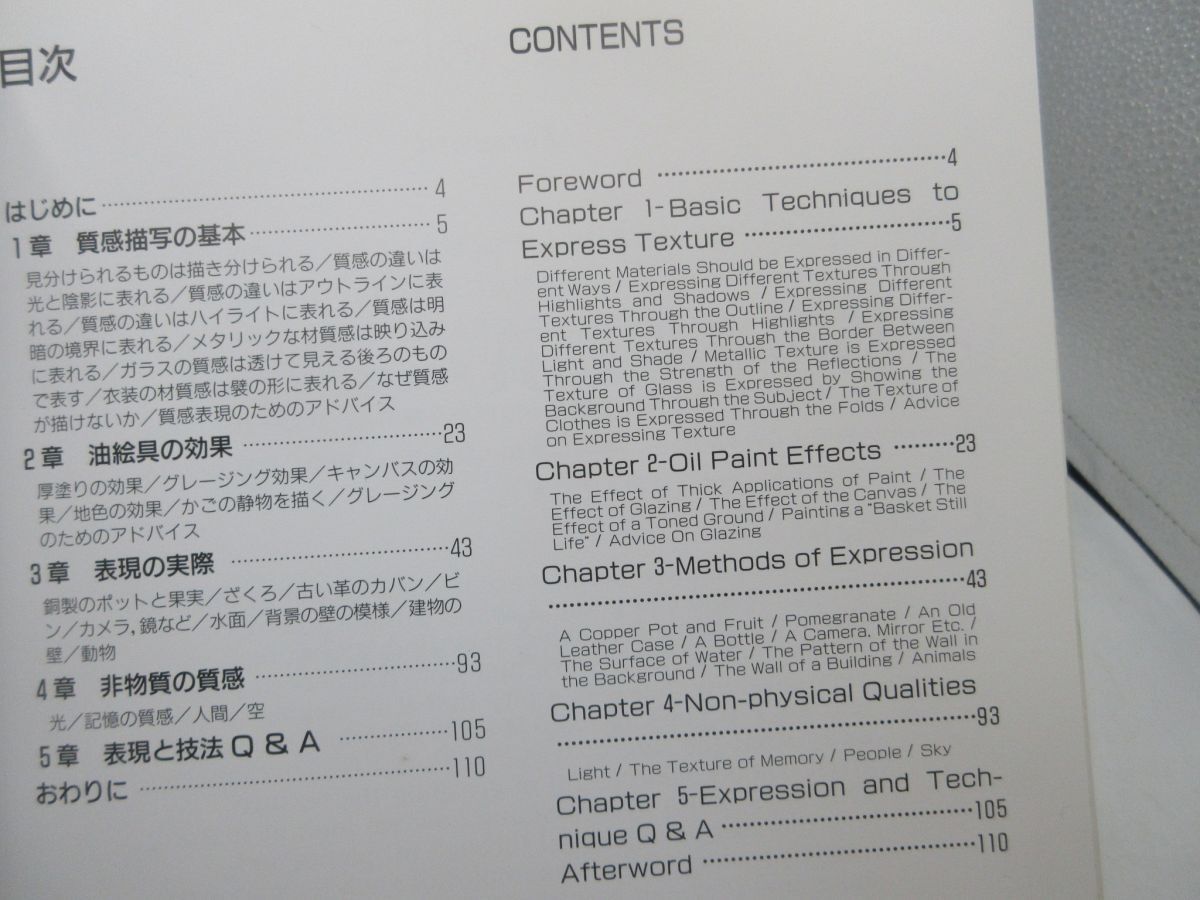 目次
はじめに 4
1章 質感描写の基本 5
見分けられるものは描き分けられる／質感の違いは
光と陰影に表れる／質感の違いはアウトラインに表
れる／質感の違いはハイライトに表れる／質感は明
暗の境界に表れる／メタリックな材質感は映り込み
に表れる／ガラスの質感は透けて見える後ろのもの
で表す／衣装の材質感は襞の形に表れる／なぜ質感
が描けないか／質感表現のためのアドバイス
2章 油絵具の効果 23
厚塗りの効果／グレージング効果／キャンバスの効
果／地色の効果／かごの静物を描く／グレージング
のためのアドバイス
3章 表現の実際 43
銅製のポットと果実／ざくろ／古い革のカバン／ビ
ン／カメラ,鏡など／水面／背景の壁の模様／建物の
壁／動物
4章 非物質の質感 93
光／記憶の質感／人間／空
5章 表現と技法 Q & A 105
おわりに 110
CONTENTS
Foreword 4
Chapter 1-Basic Techniques to
Express Texture 5
Different Materials Should be Expressed in Differ-
ent Ways / Expressing Different Textures Through
Highlights and Shadows / Expressing Different
Textures Through the Outline / Expressing Differ-
ent Textures Through Highlights / Expressing
Different Textures Through the Border Between
Light and Shade / Metallic Texture is Expressed
Through the Strength of the Reflections / The
Texture of Glass is Expressed by Showing the
Background Through the Subject / The Texture of
Clothes is Expressed Through the Folds / Advice
on Expressing Texture
Chapter 2-Oil Paint Effects 23
The Effect of Thick Applications of Paint / The
Effect of Glazing / The Effect of the Canvas / The
Effect of a Toned Ground / Painting a "Basket Still
Life" / Advice On Glazing
Chapter 3-Methods of Expression
43
A Copper Pot and Fruit / Pomegranate / An Old
Leather Case / A Bottle / A Camera. Mirror Etc. /
The Surface of Water / The Pattern of the Wall in
the Background / The Wall of a Building / Animals
Chapter 4-Non-physical Qualities
93
Light / The Texture of Memory / People / Sky
Chapter 5-Expression and Tech-
nique Q & A 105
Afterword 110